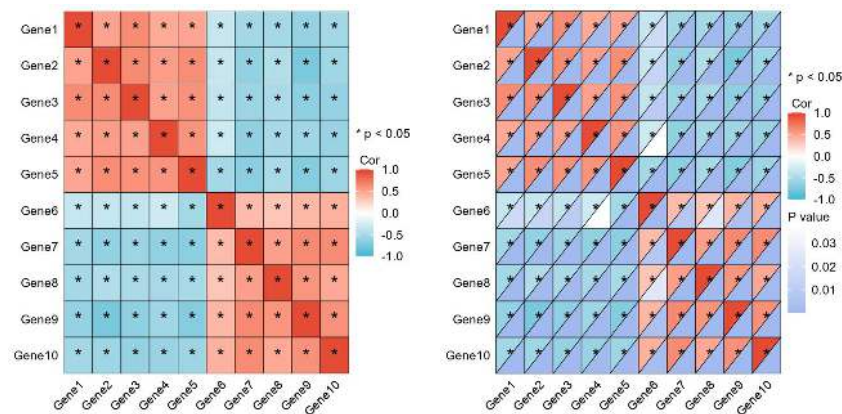 Gene1
Gene2
Gene3
Gene4
Gene5
Gene6
Gene7
Gene8
Gene9
Gene10
Gene1 Gene2 Gene3 Gene4 Gene5 Gene6 Gene7 Gene8 Gene9 Gene10
* p < 0.05
Cor
1.0
0.5
0.0
-0.5
-1.0
Gene1
Gene2
Gene3
Gene4
Gene5
Gene6
Gene7
Gene8
Gene9
Gene10
Gene1 Gene2 Gene3 Gene4 Gene5 Gene6 Gene7 Gene8 Gene9 Gene10
* p < 0.05
Cor
1.0
0.5
0.0
-0.5
-1.0
P value
0.03
0.02
0.01